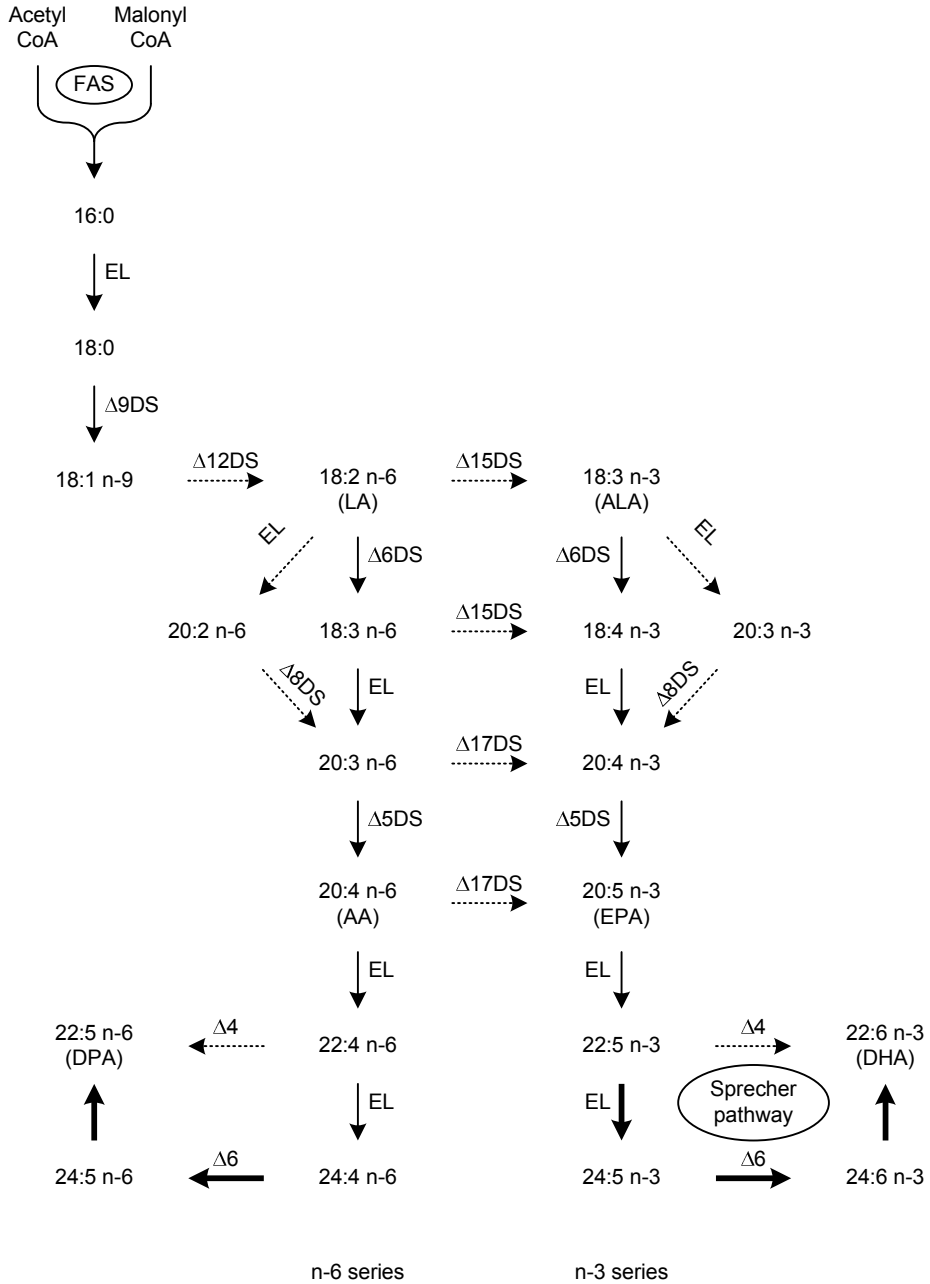 Acetyl CoA
Malonyl CoA
FAS
16:0
EL
18:0
Δ9DS
18:1 n-9
Δ12DS
18:2 n-6
(LA)
Δ15DS
18:3 n-3
(ALA)
EL
Δ6DS
Δ6DS
EL
20:2 n-6
18:3 n-6
Δ15DS
18:4 n-3
20:3 n-3
Δ8DS
EL
EL
Δ8DS
20:3 n-6
Δ17DS
20:4 n-3
Δ5DS
Δ5DS
20:4 n-6
(AA)
Δ17DS
20:5 n-3
(EPA)
EL
EL
22:5 n-6
(DPA)
Δ4
22:4 n-6
22:5 n-3
Δ4
22:6 n-3
(DHA)
EL
EL
Sprecher
pathway
24:5 n-6
Δ6
24:4 n-6
24:5 n-3
Δ6
24:6 n-3
n-6 series
n-3 series